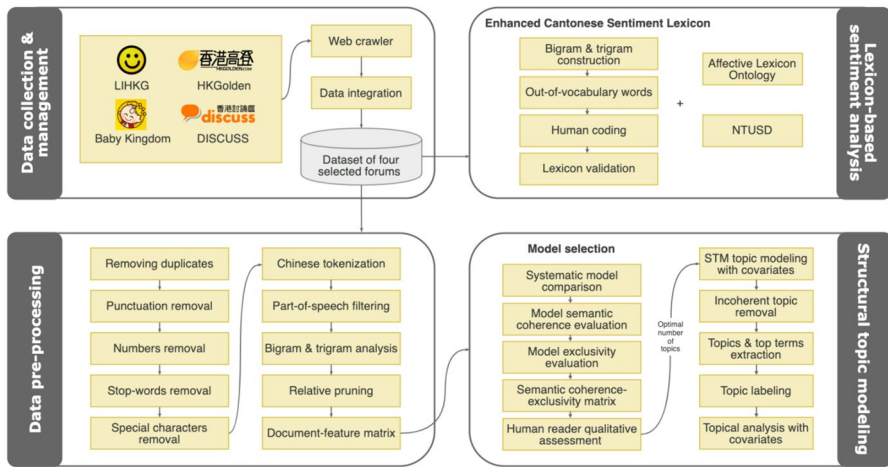 Data collection &
management
LIHKG
香港高登
HKGOLDEN.COM
HKGolden
Baby Kingdom
香港討論區
discuss
DISCUSS
Web crawler
Data integration
Dataset of four
selected forums
Enhanced Cantonese Sentiment Lexicon
Bigram & trigram
construction
Out-of-vocabulary words
Human coding
Lexicon validation
+
Affective Lexicon
Ontology
NTUSD
Lexicon-based
sentiment analysis
Data pre-processing
Removing duplicates
Punctuation removal
Numbers removal
Stop-words removal
Special characters
removal
Chinese tokenization
Part-of-speech filtering
Bigram & trigram analysis
Relative pruning
Document-feature matrix
Model selection
Systematic model
comparison
Model semantic
coherence evaluation
Model exclusivity
evaluation
Semantic coherence-
exclusivity matrix
Human reader qualitative
assessment
Optimal
number
of
topics
STM topic modeling
with covariates
Incoherent topic
removal
Topics & top terms
extraction
Topic labeling
Topical analysis with
covariates
Structural topic modeling